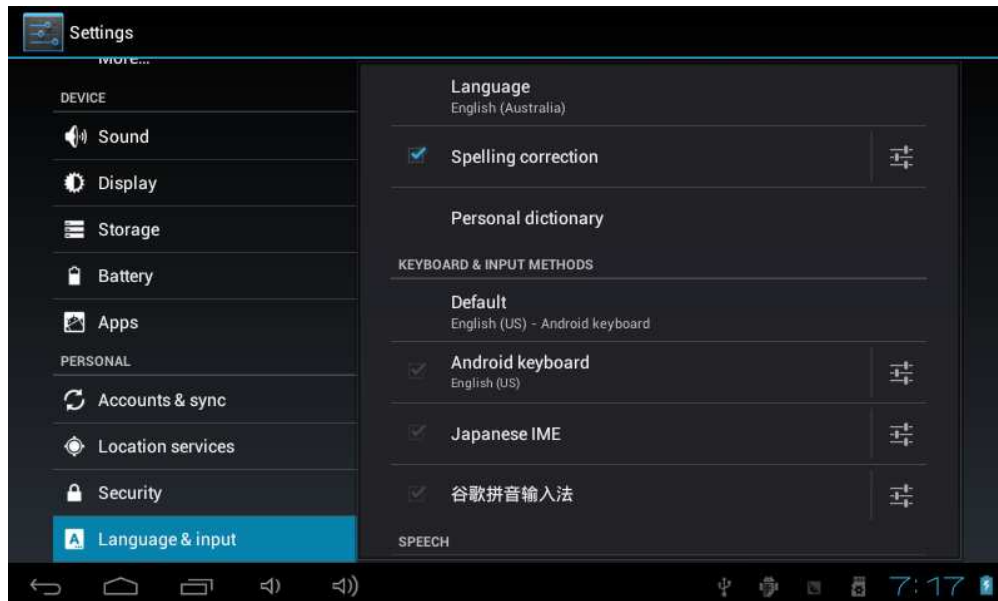 Settings
More...
DEVICE
Sound
Display
Storage
Battery
Apps
PERSONAL
Accounts & sync
Location services
Security
Language & input
Language
English (Australia)
Spelling correction
Personal dictionary
KEYBOARD & INPUT METHODS
Default
English (US) - Android keyboard
Android keyboard
English (US)
Japanese IME
谷歌拼音输入法
SPEECH
7:17